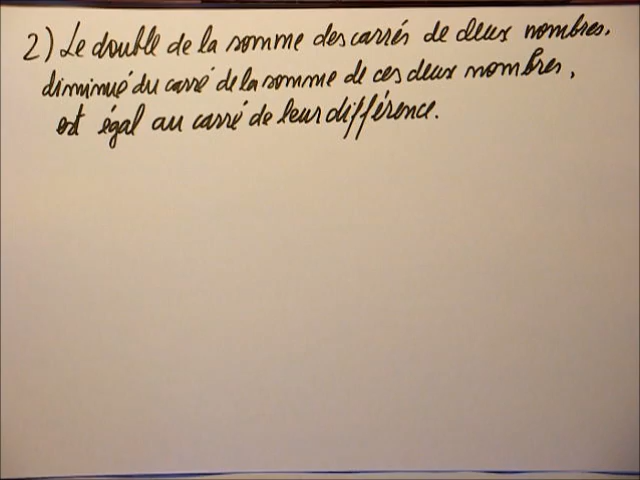 2) Le double de la somme des carrés de deux nombres,
diminué du carré de la somme de ces deux nombres,
est égal au carré de leur différence.